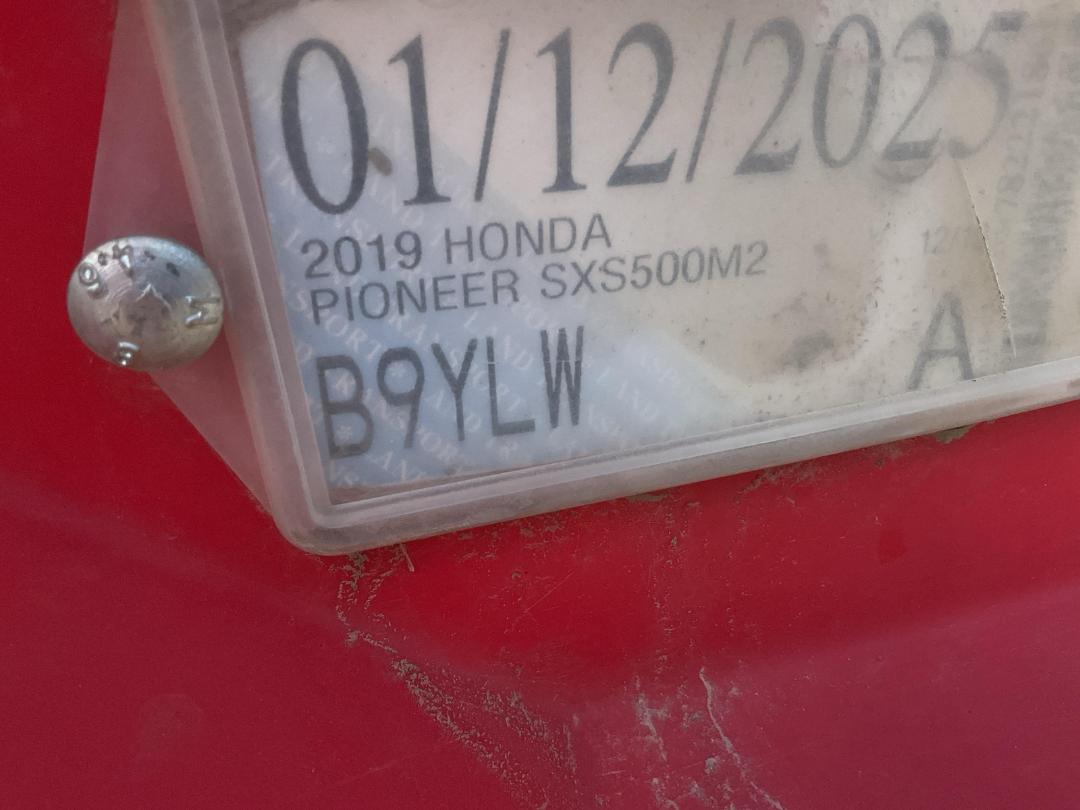 01/12/2025
2019 HONDA
PIONEER SXS500M2
B9YLW
A